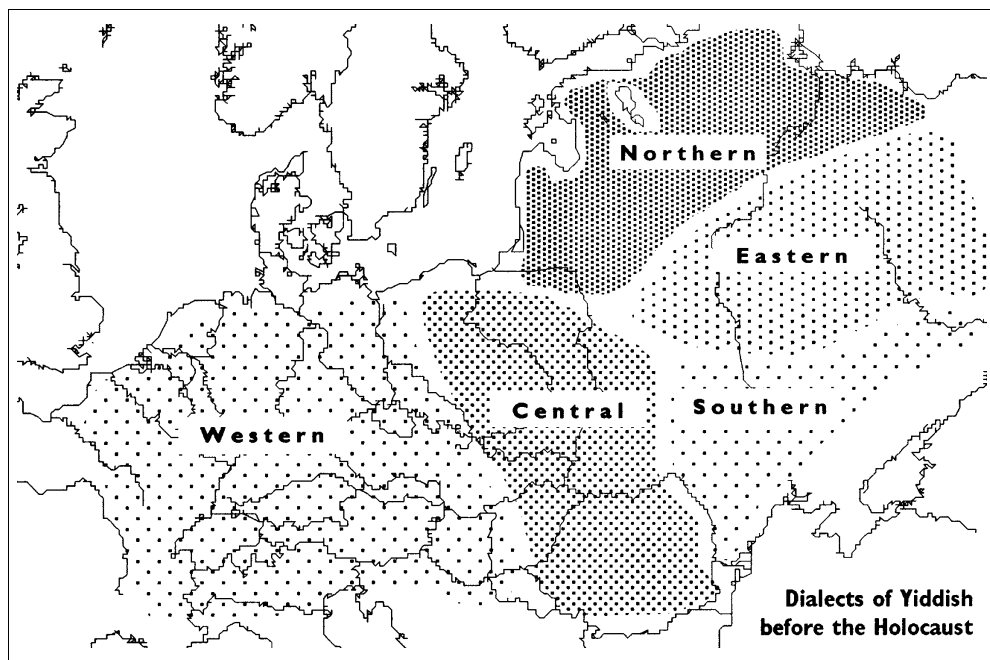 Northern
Eastern
Central
Southern
Western
Dialects of Yiddish
before the Holocaust